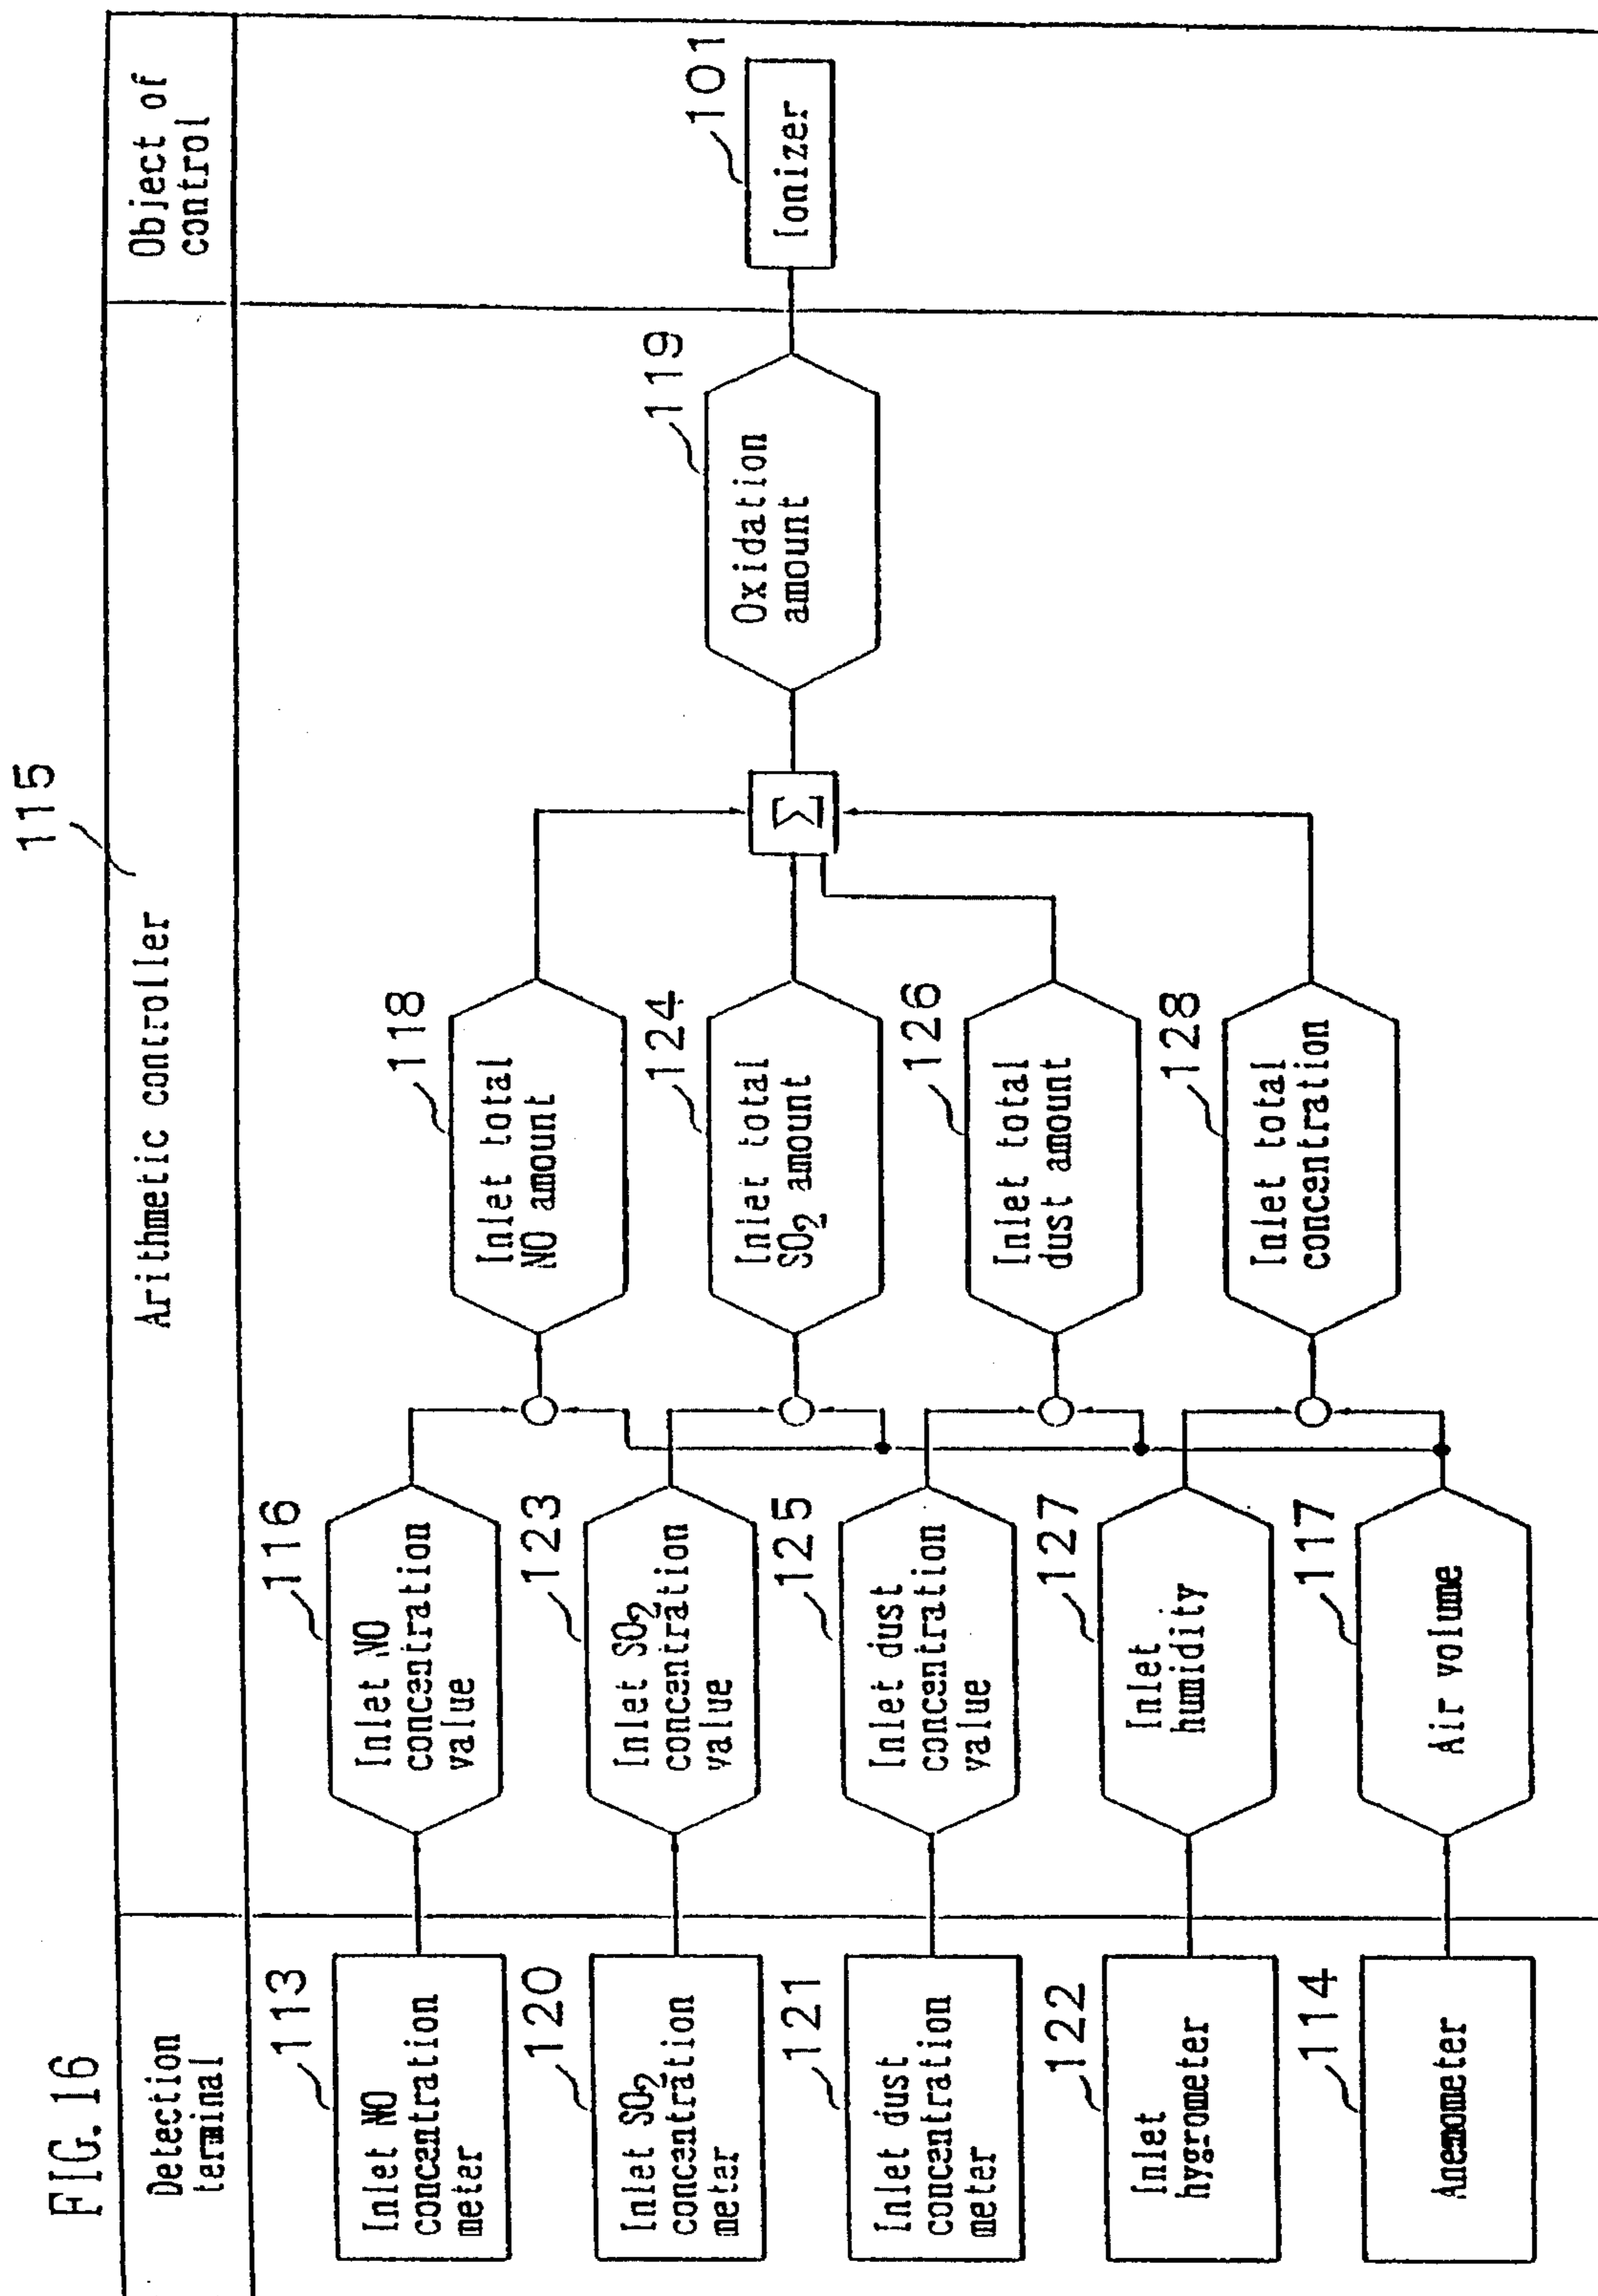 FIG. 16
115
Detection
terminal
Arithmetic controller
Object of
control
113
Inlet NO
concentration
meter
116
Inlet NO
concentration
value
118
Inlet total
NO amount
120
Inlet SO2
concentration
meter
123
Inlet SO2
concentration
value
124
Inlet total
SO2 amount
Σ
119
Oxidation
amount
101
Ionizer
121
Inlet dust
concentration
meter
125
Inlet dust
concentration
value
126
Inlet total
dust amount
122
Inlet
hygrometer
127
Inlet
humidity
128
Inlet total
concentration
114
Anemometer
117
Air volume